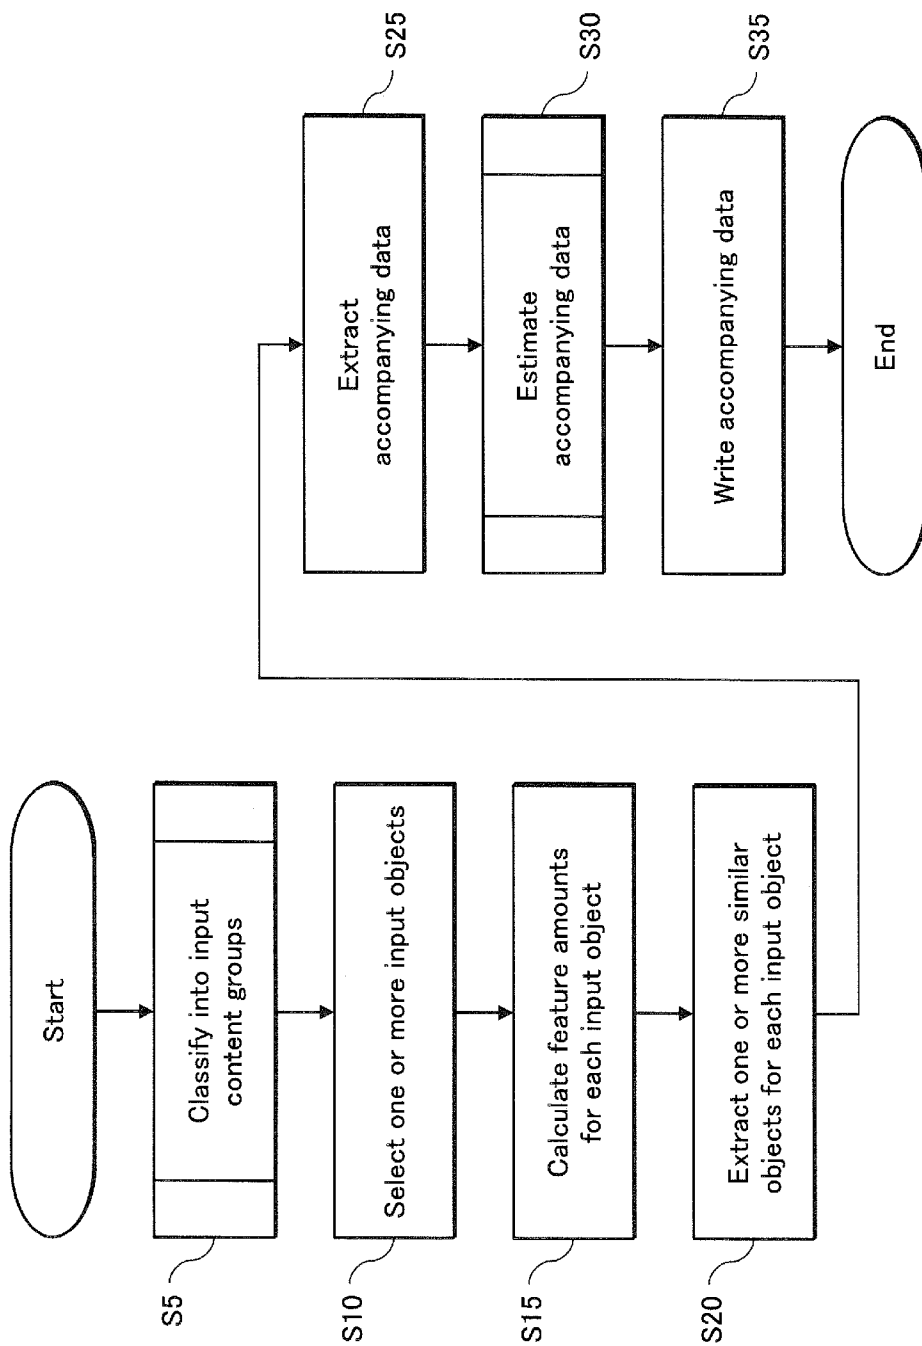 Start
S5
Classify into input
content groups
S10
Select one or more input objects
S15
Calculate feature amounts
for each input object
S20
Extract one or more similar
objects for each input object
S25
Extract
accompanying data
S30
Estimate
accompanying data
S35
Write accompanying data
End